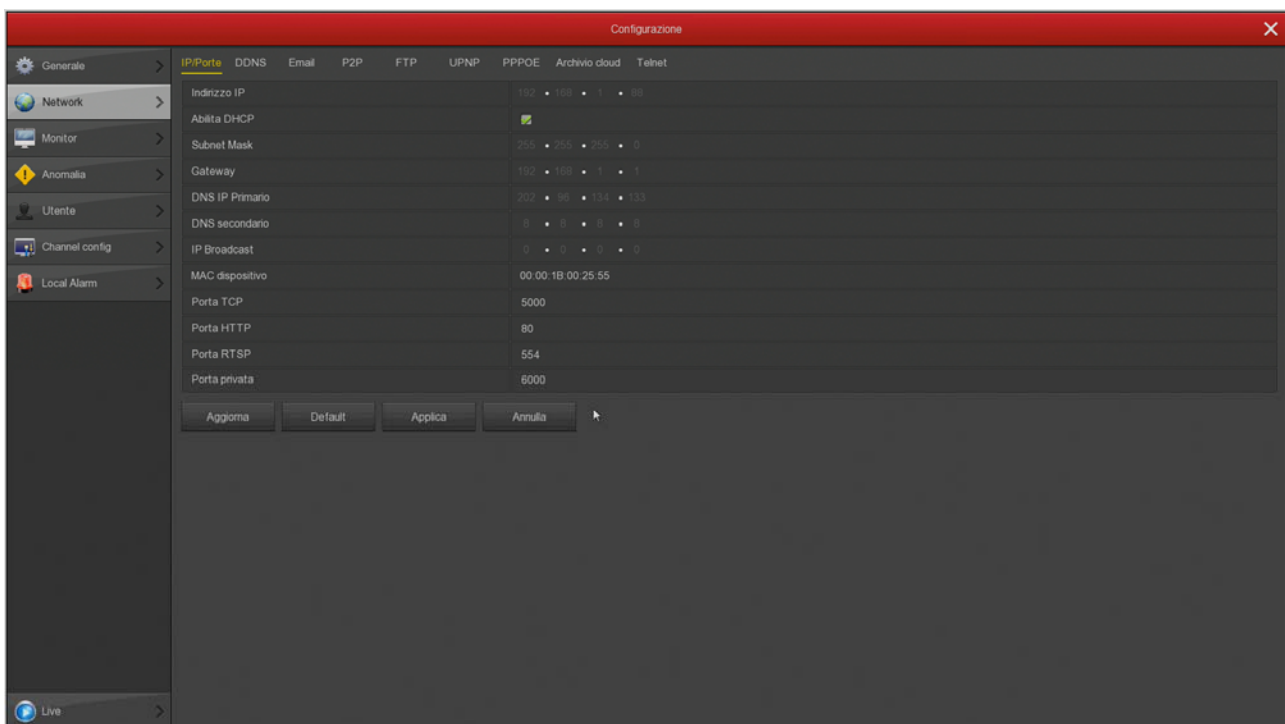 Configurazione
Generale
Network
Monitor
Anomalia
Utente
Channel config
Local Alarm
Live
IP/Porte DDNS Email P2P FTP UPNP PPPOE Archivio cloud Telnet
Indirizzo IP 192 • 168 • 1 • 88
Abilita DHCP
Subnet Mask 255 • 255 • 255 • 0
Gateway 192 • 168 • 1 • 1
DNS IP Primario 202 • 96 • 134 • 133
DNS secondario 8 • 8 • 8 • 8
IP Broadcast 0 • 0 • 0 • 0
MAC dispositivo 00:00:1B:00:25:55
Porta TCP 5000
Porta HTTP 80
Porta RTSP 554
Porta privata 6000
Aggiorna Default Applica Annulla